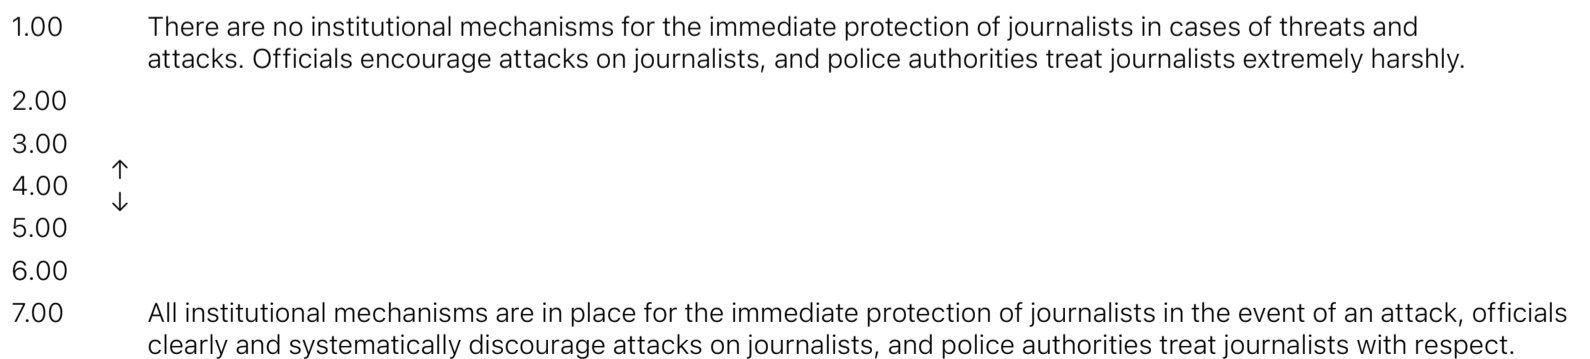 1.00 There are no institutional mechanisms for the immediate protection of journalists in cases of threats and
attacks. Officials encourage attacks on journalists, and police authorities treat journalists extremely harshly.
2.00
3.00
↑
4.00
↓
5.00
6.00
7.00 All institutional mechanisms are in place for the immediate protection of journalists in the event of an attack, officials
clearly and systematically discourage attacks on journalists, and police authorities treat journalists with respect.